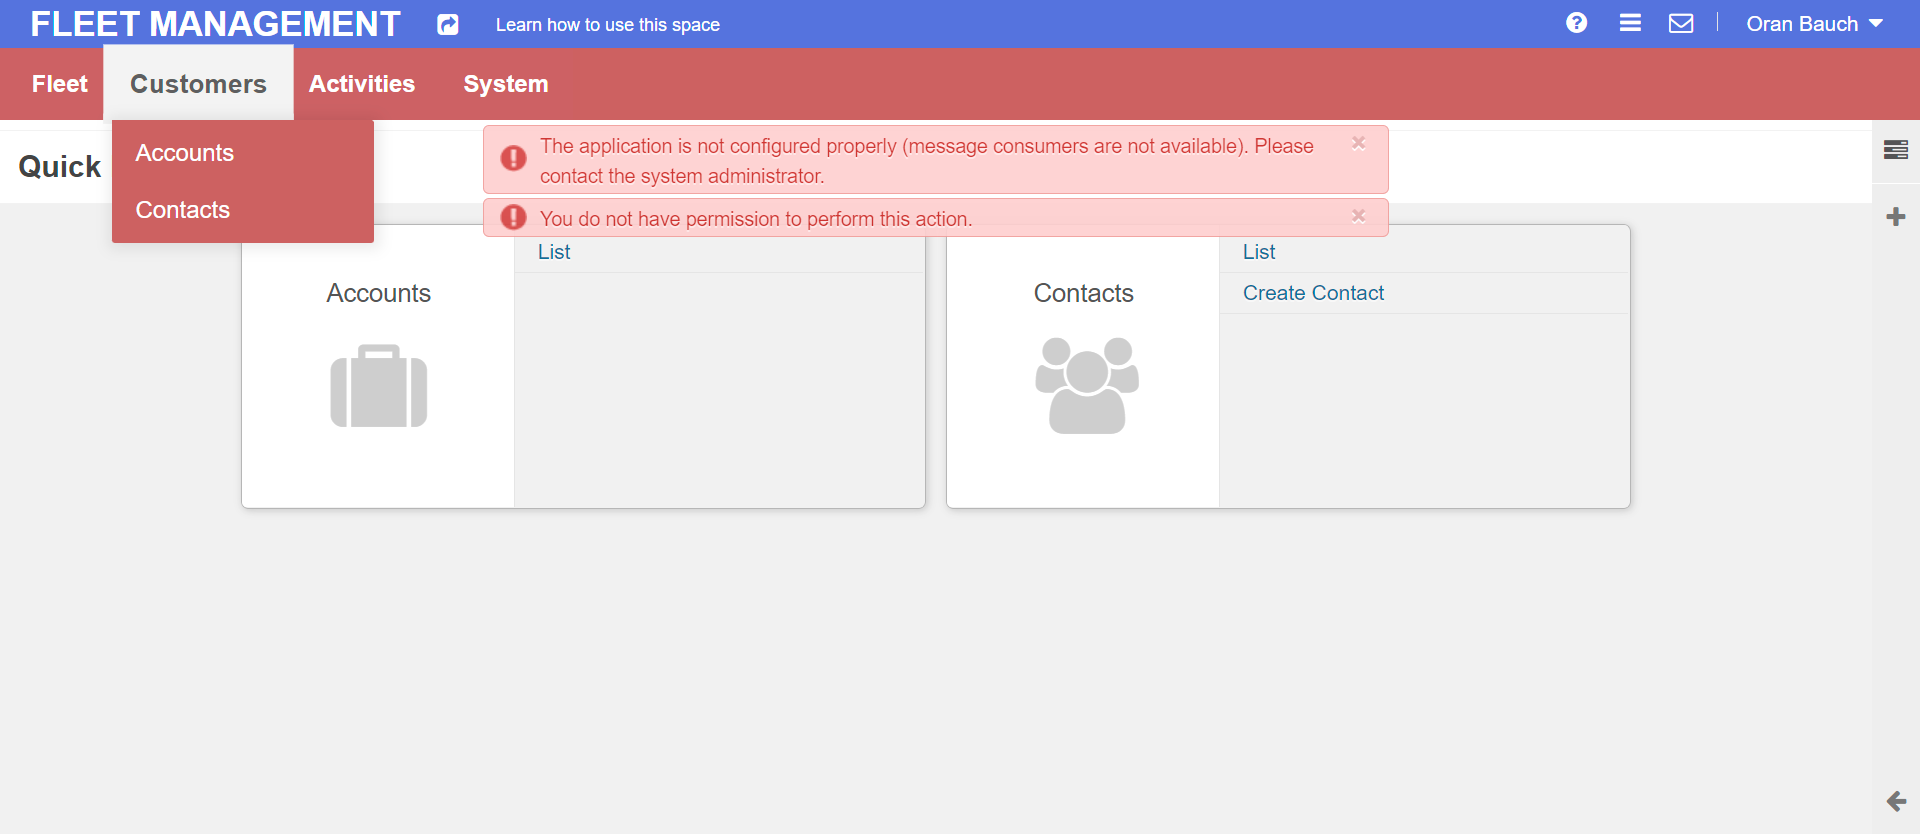 FLEET MANAGEMENT
Learn how to use this space
Oran Bauch
Fleet
Customers
Activities
System
Accounts
Contacts
Quick
The application is not configured properly (message consumers are not available). Please
contact the system administrator.
You do not have permission to perform this action.
Accounts
List
Contacts
List
Create Contact